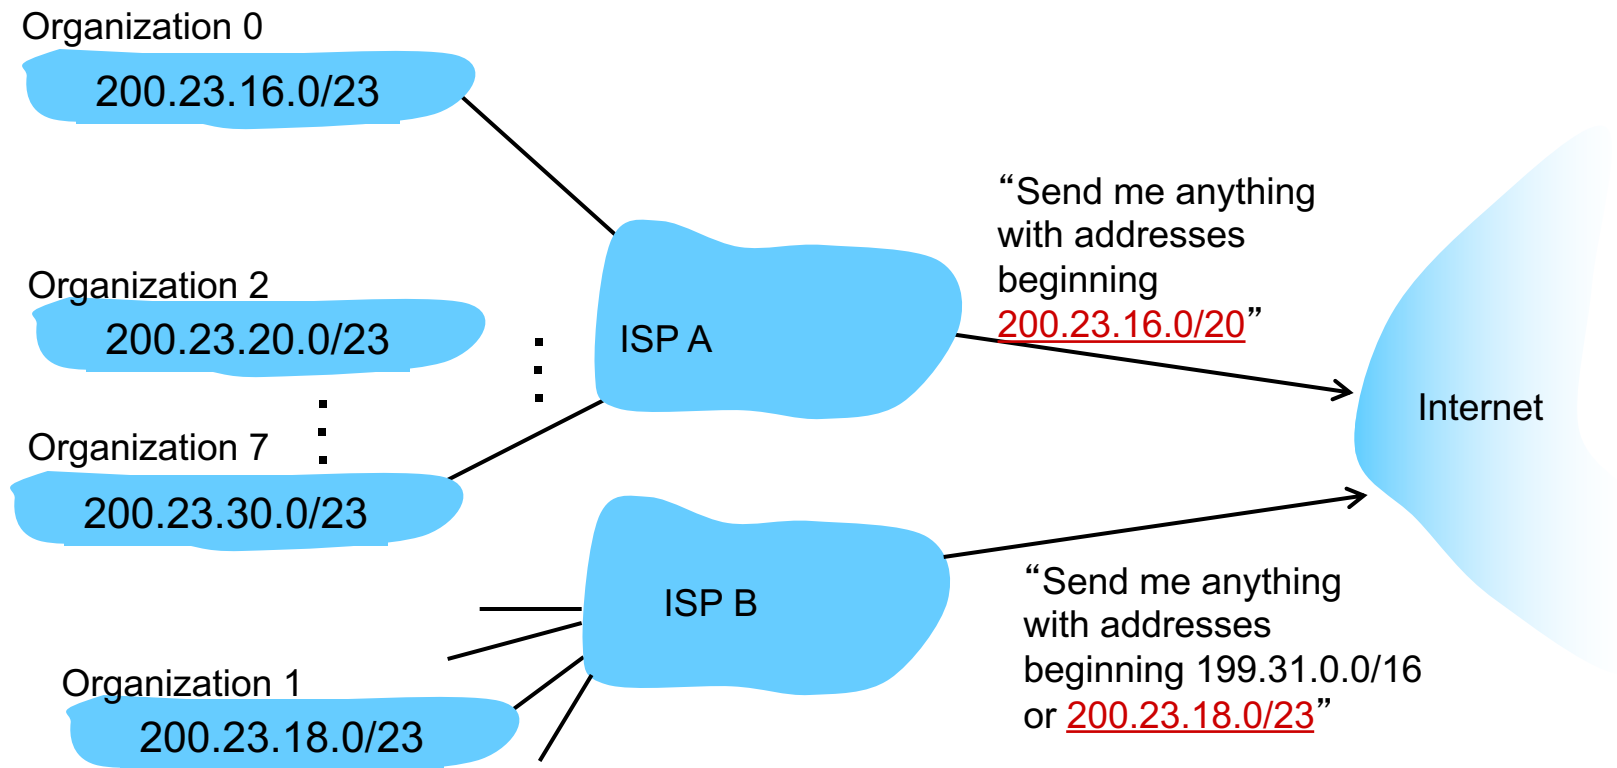 Organization 0
200.23.16.0/23
Organization 2
200.23.20.0/23
Organization 7
200.23.30.0/23
ISP A
“Send me anything
with addresses
beginning
200.23.16.0/20”
Internet
ISP B
“Send me anything
with addresses
beginning 199.31.0.0/16
or 200.23.18.0/23”
Organization 1
200.23.18.0/23